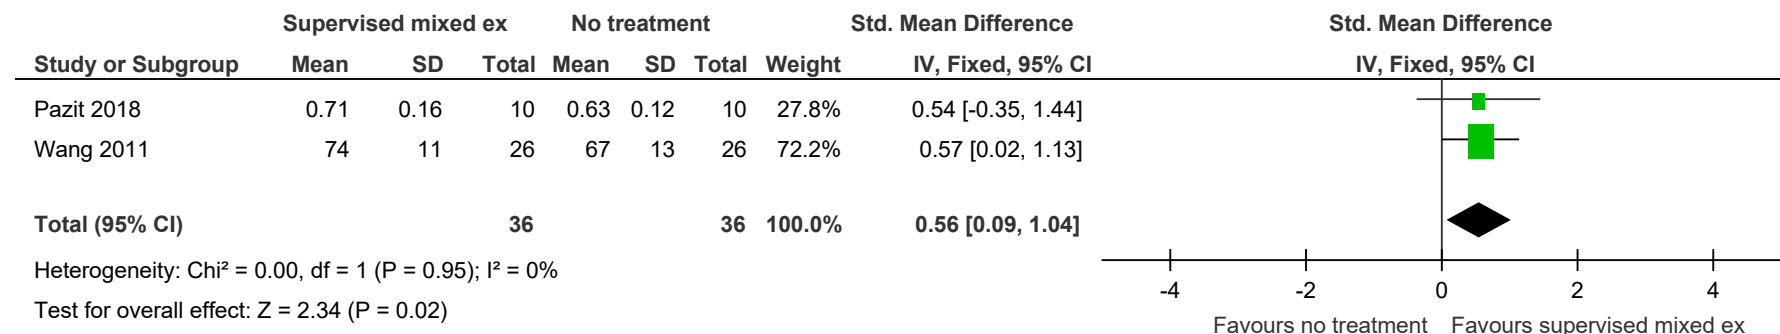 Supervised mixed ex No treatment Std. Mean Difference Std. Mean Difference
Study or Subgroup Mean SD Total Mean SD Total Weight IV, Fixed, 95% CI IV, Fixed, 95% CI
Pazit 2018 0.71 0.16 10 0.63 0.12 10 27.8% 0.54 [-0.35, 1.44]
Wang 2011 74 11 26 67 13 26 72.2% 0.57 [0.02, 1.13]
Total (95% CI) 36 36 100.0% 0.56 [0.09, 1.04]
Heterogeneity: Chi² = 0.00, df = 1 (P = 0.95); I² = 0%
Test for overall effect: Z = 2.34 (P = 0.02)
-4 -2 0 2 4
Favours no treatment Favours supervised mixed ex